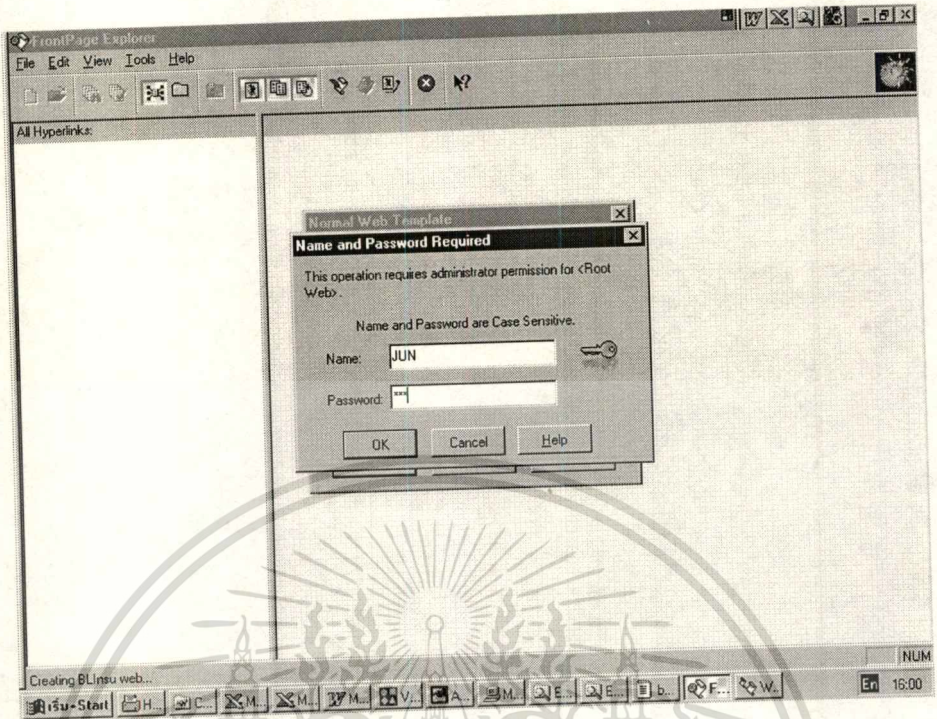 FrontPage Explorer
File Edit View Tools Help
All Hyperlinks:
Normal Web Template
Name and Password Required
This operation requires administrator permission for <Root
Web>.
Name and Password are Case Sensitive.
Name: JUN
Password: ***
OK Cancel Help
Creating BLInsu web...
NUM
เริ่ม-Start H... C... M... M... M... V... A... M... E... E... b... F... W... En 16:00